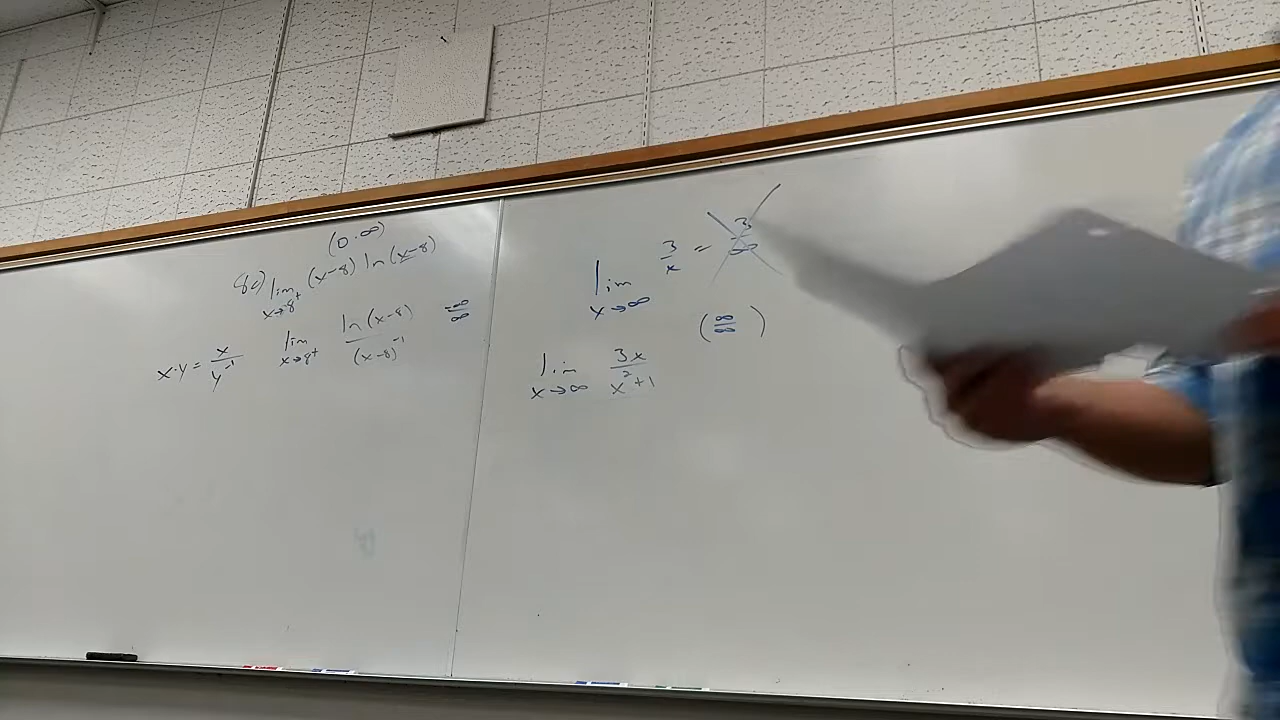 (0·∞)
8c) lim x→8⁺ (x-8) ln(x-8)
x·y = x/y⁻¹ lim x→8⁺ ln(x-8)/(x-8)⁻¹ -∞/∞
lim x→∞ 3/x = 3/∞
(∞/∞)
lim x→∞ 3x/x²+1